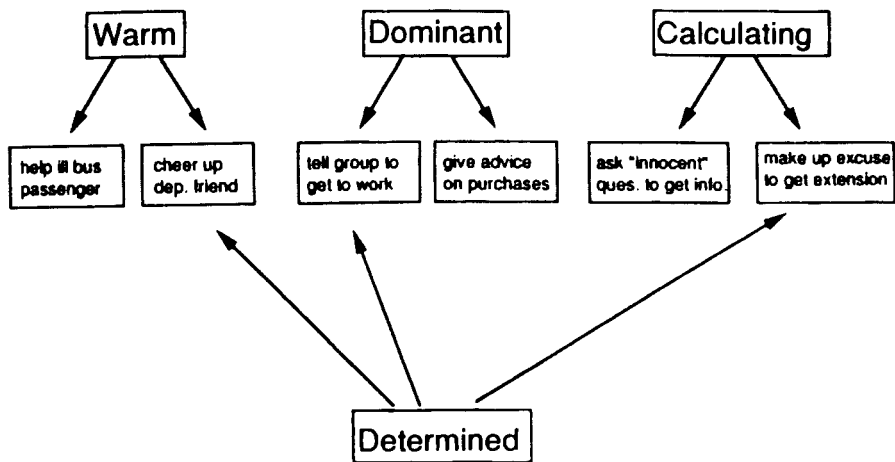 Warm
Dominant
Calculating
help ill bus
passenger
cheer up
dep. friend
tell group to
get to work
give advice
on purchases
ask "innocent"
ques. to get info.
make up excuse
to get extension
Determined